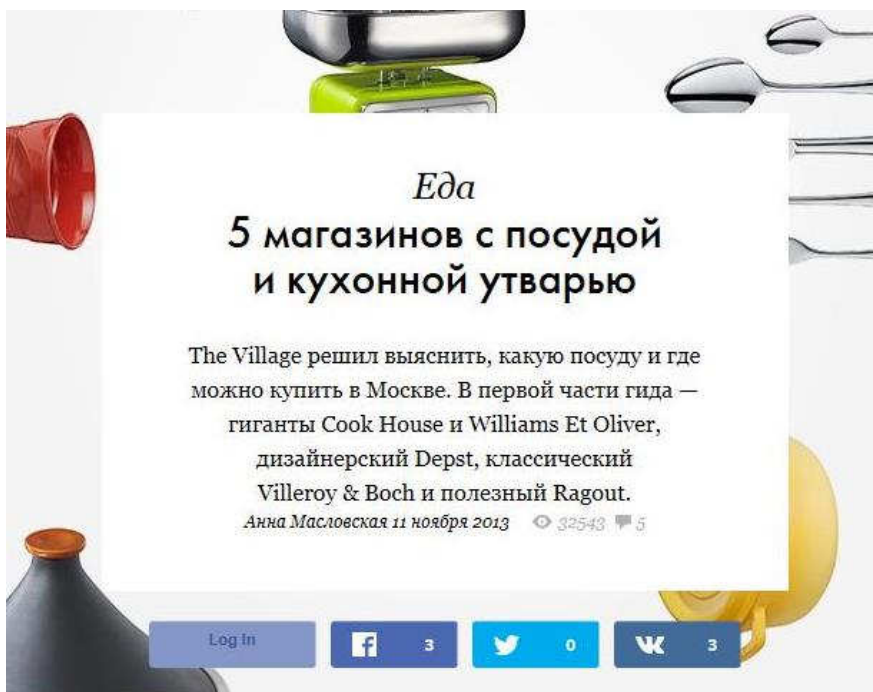 Еда
5 магазинов с посудой
и кухонной утварью
The Village решил выяснить, какую посуду и где
можно купить в Москве. В первой части гида —
гиганты Cook House и Williams Et Oliver,
дизайнерский Depst, классический
Villeroy & Boch и полезный Ragout.
Анна Масловская 11 ноября 2013 32543 5
Log In 3 0 3